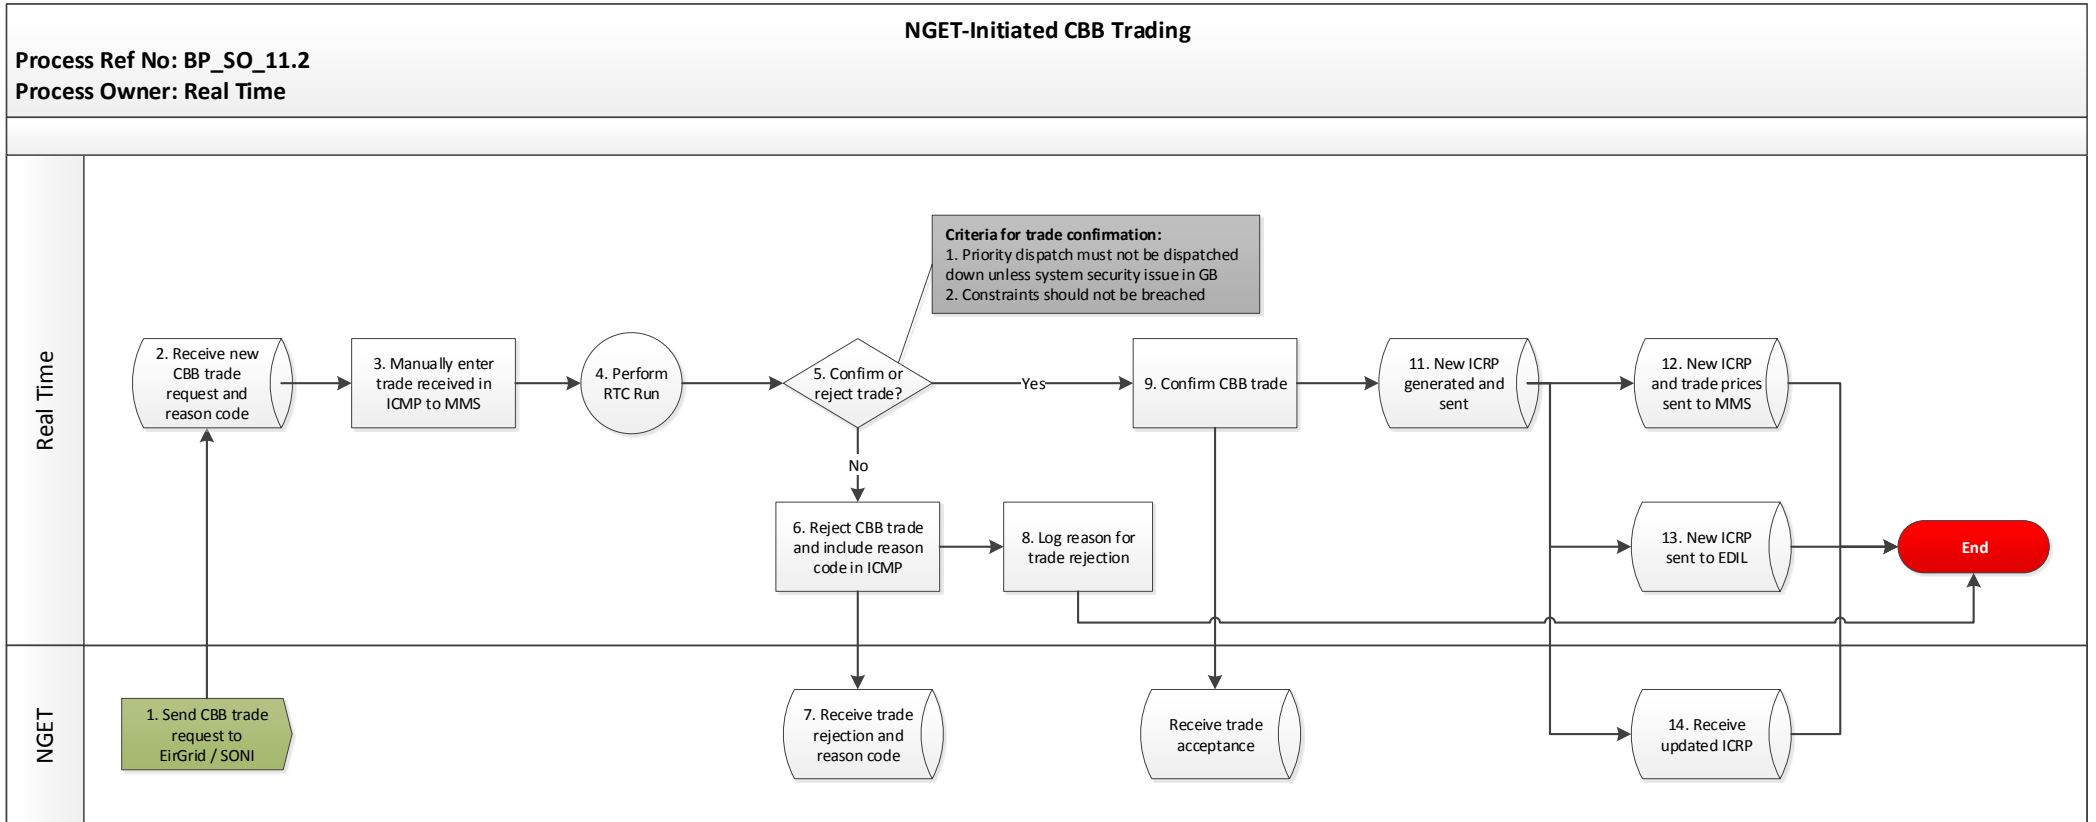 NGET-Initiated CBB Trading
Process Ref No: BP_SO_11.2
Process Owner: Real Time
Real Time
Criteria for trade confirmation:
1. Priority dispatch must not be dispatched
down unless system security issue in GB
2. Constraints should not be breached
2. Receive new
CBB trade
request and
reason code
3. Manually enter
trade received in
ICMP to MMS
4. Perform
RTC Run
5. Confirm or
reject trade?
Yes
9. Confirm CBB trade
11. New ICRP
generated and
sent
12. New ICRP
and trade prices
sent to MMS
No
6. Reject CBB trade
and include reason
code in ICMP
8. Log reason for
trade rejection
13. New ICRP
sent to EDIL
End
NGET
1. Send CBB trade
request to
EirGrid / SONI
7. Receive trade
rejection and
reason code
Receive trade
acceptance
14. Receive
updated ICRP